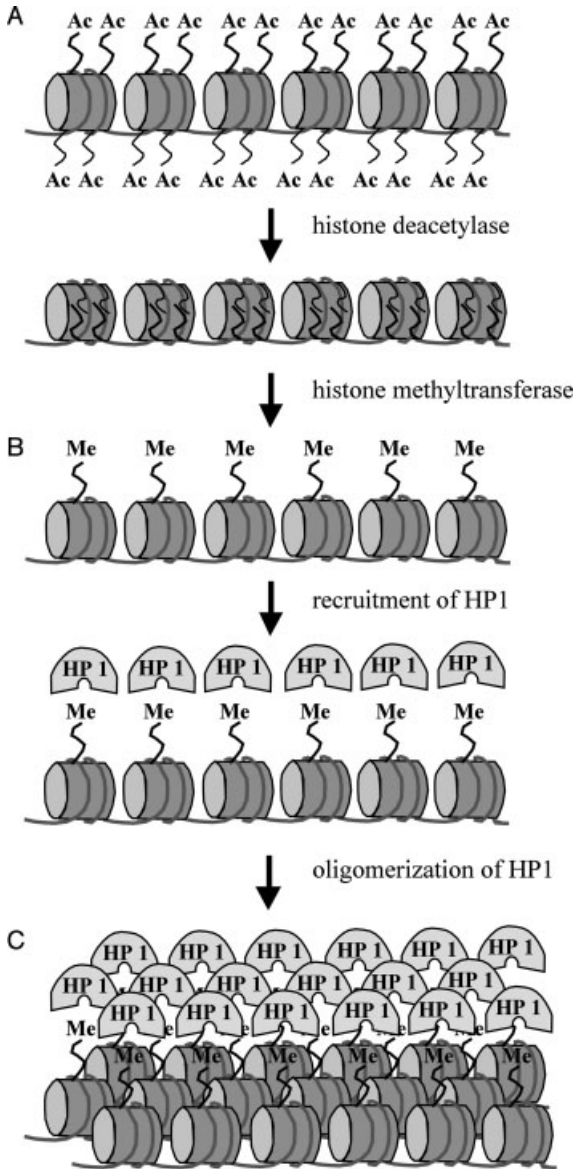 A
Ac Ac Ac Ac Ac Ac Ac Ac Ac Ac Ac Ac
Ac Ac Ac Ac Ac Ac Ac Ac Ac Ac Ac Ac
histone deacetylase
histone methyltransferase
B
Me Me Me Me Me Me
recruitment of HP1
HP 1 HP 1 HP 1 HP 1 HP 1 HP 1
Me Me Me Me Me Me
oligomerization of HP1
C
HP 1 HP 1 HP 1 HP 1 HP 1 HP 1
HP 1 HP 1 HP 1 HP 1 HP 1 HP 1
HP 1 HP 1 HP 1 HP 1 HP 1 HP 1
Me
Me Me Me Me Me Me